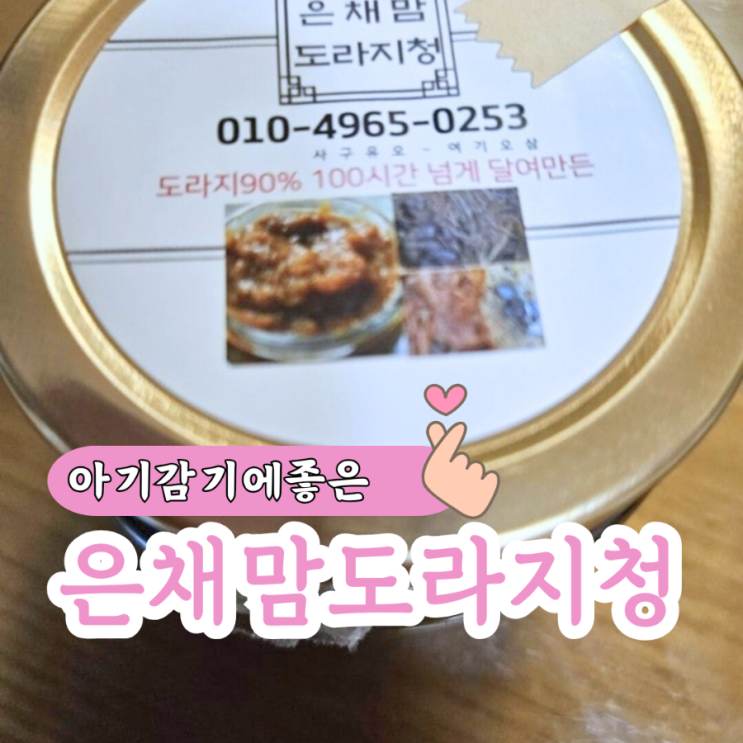 은채맘
도라지청
010-4965-0253
사구육오-여기오삼
도라지90% 100시간 넘게 달여만든
아기감기에좋은
은채맘도라지청